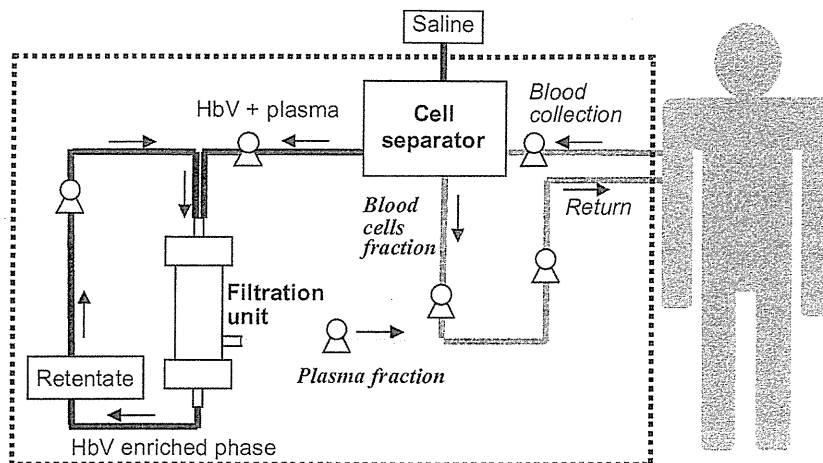 Saline
HbV + plasma
Cell
separator
Blood
collection
Blood
cells
fraction
Return
Filtration
unit
Plasma fraction
Retentate
HbV enriched phase